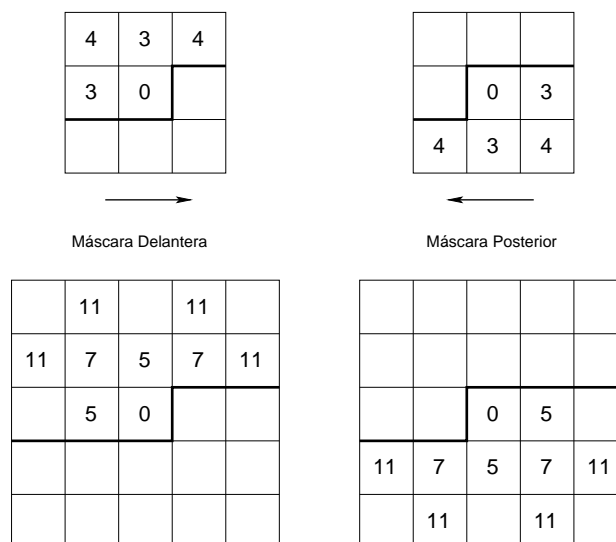 4 3 4
3 0
0 3
4 3 4
Máscara Delantera
Máscara Posterior
11 11
11 7 5 7 11
5 0
0 5
11 7 5 7 11
11 11